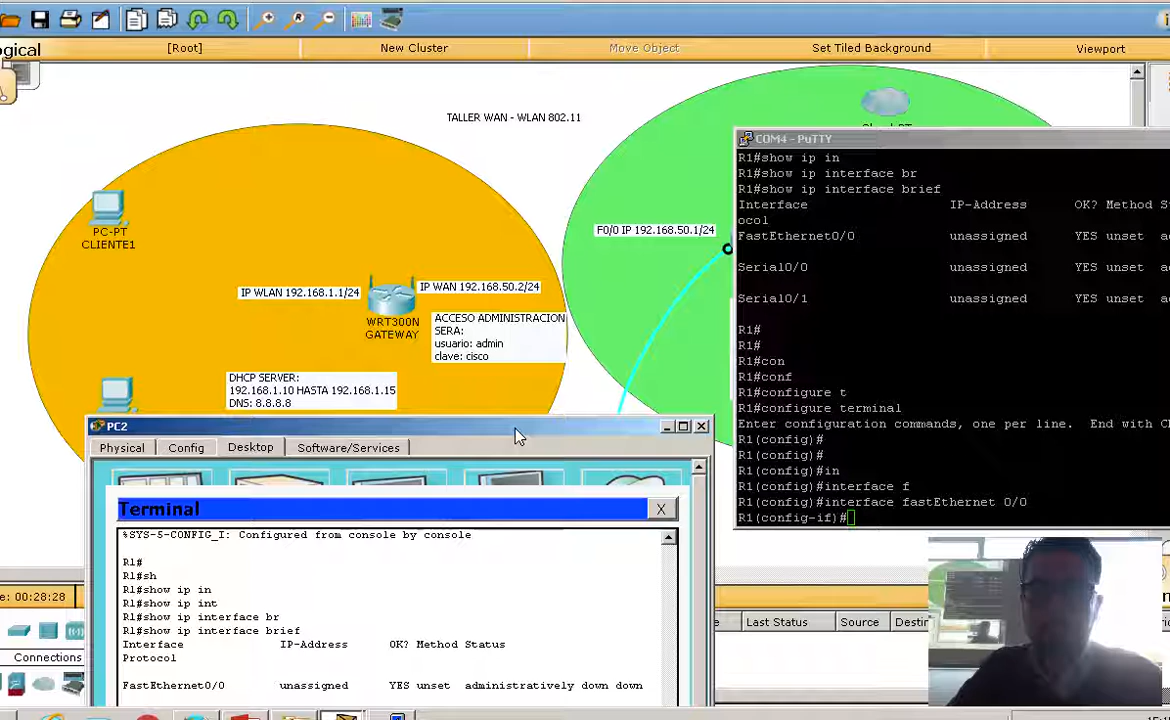 ogical
[Root]
New Cluster
Move Object
Set Tiled Background
Viewport
TALLER WAN - WLAN 802.11
PC-PT
CLIENTE1
IP WLAN 192.168.1.1/24
IP WAN 192.168.50.2/24
WRT300N
GATEWAY
ACCESO ADMINISTRACION
SERA:
usuario: admin
clave: cisco
DHCP SERVER:
192.168.1.10 HASTA 192.168.1.15
DNS: 8.8.8.8
F0/0 IP 192.168.50.1/24
COM4 - PuTTY
R1#show ip in
R1#show ip interface br
R1#show ip interface brief
Interface IP-Address OK? Method Sta
ocol
FastEthernet0/0 unassigned YES unset a
Serial0/0 unassigned YES unset a
Serial0/1 unassigned YES unset a
R1#
R1#
R1#con
R1#conf
R1#configure t
R1#configure terminal
Enter configuration commands, one per line. End with C
R1(config)#
R1(config)#
R1(config)#in
R1(config)#interface f
R1(config)#interface fastEthernet 0/0
R1(config-if)#
PC2
Physical
Config
Desktop
Software/Services
Terminal
X
%SYS-5-CONFIG_I: Configured from console by console
R1#
R1#sh
R1#show ip in
R1#show ip int
R1#show ip interface br
R1#show ip interface brief
Interface IP-Address OK? Method Status
Protocol
FastEthernet0/0 unassigned YES unset administratively down down
e: 00:28:28
Connections
Last Status
Source
Destin